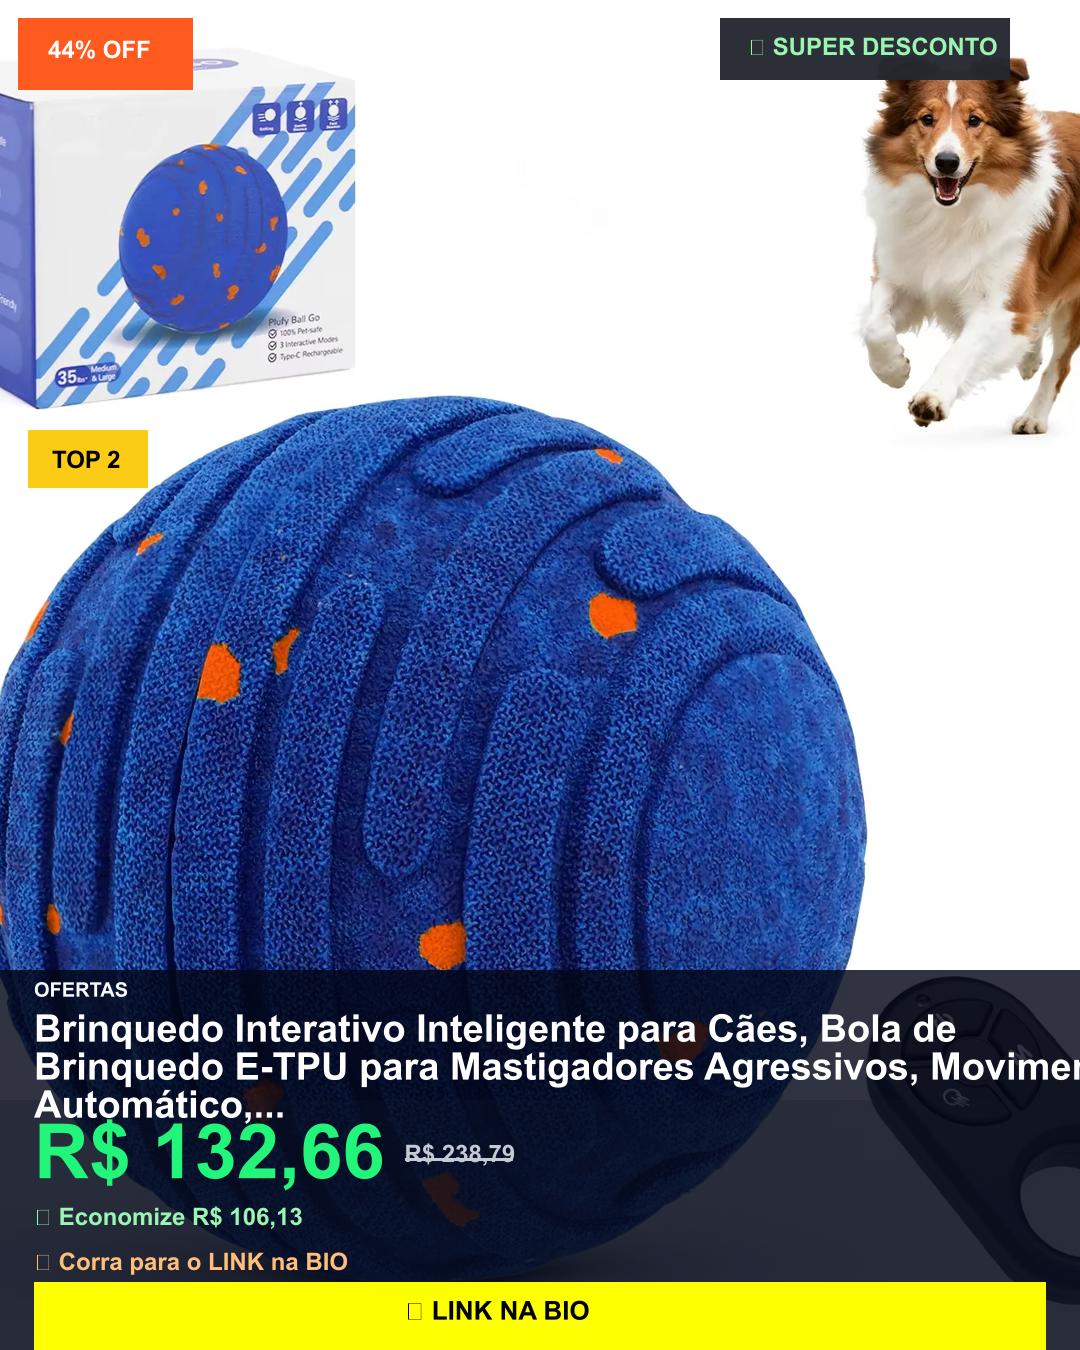 44% OFF
SUPER DESCONTO
Plufy Ball Go
100% Pet-safe
3 Interactive Modes
Type-C Rechargeable
35 lbs+ Medium & Large
TOP 2
OFERTAS
Brinquedo Interativo Inteligente para Cães, Bola de
Brinquedo E-TPU para Mastigadores Agressivos, Movimen
Automático,...
R$ 132,66 R$ 238,79
Economize R$ 106,13
Corra para o LINK na BIO
LINK NA BIO